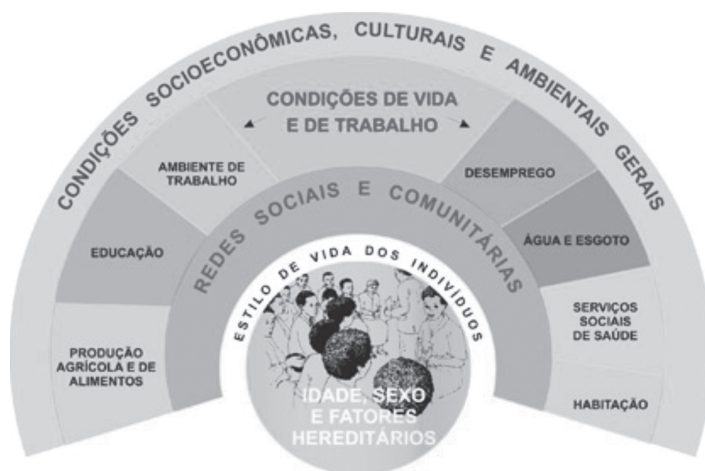 CONDIÇÕES SOCIOECONÔMICAS, CULTURAIS E AMBIENTAIS GERAIS
CONDIÇÕES DE VIDA
E DE TRABALHO
AMBIENTE DE
TRABALHO
DESEMPREGO
REDES SOCIAIS E COMUNITÁRIAS
EDUCAÇÃO
ÁGUA E ESGOTO
ESTILO DE VIDA DOS INDIVÍDUOS
PRODUÇÃO
AGRÍCOLA E DE
ALIMENTOS
SERVIÇOS
SOCIAIS
DE SAÚDE
HABITAÇÃO
IDADE, SEXO
E FATORES
HEREDITÁRIOS